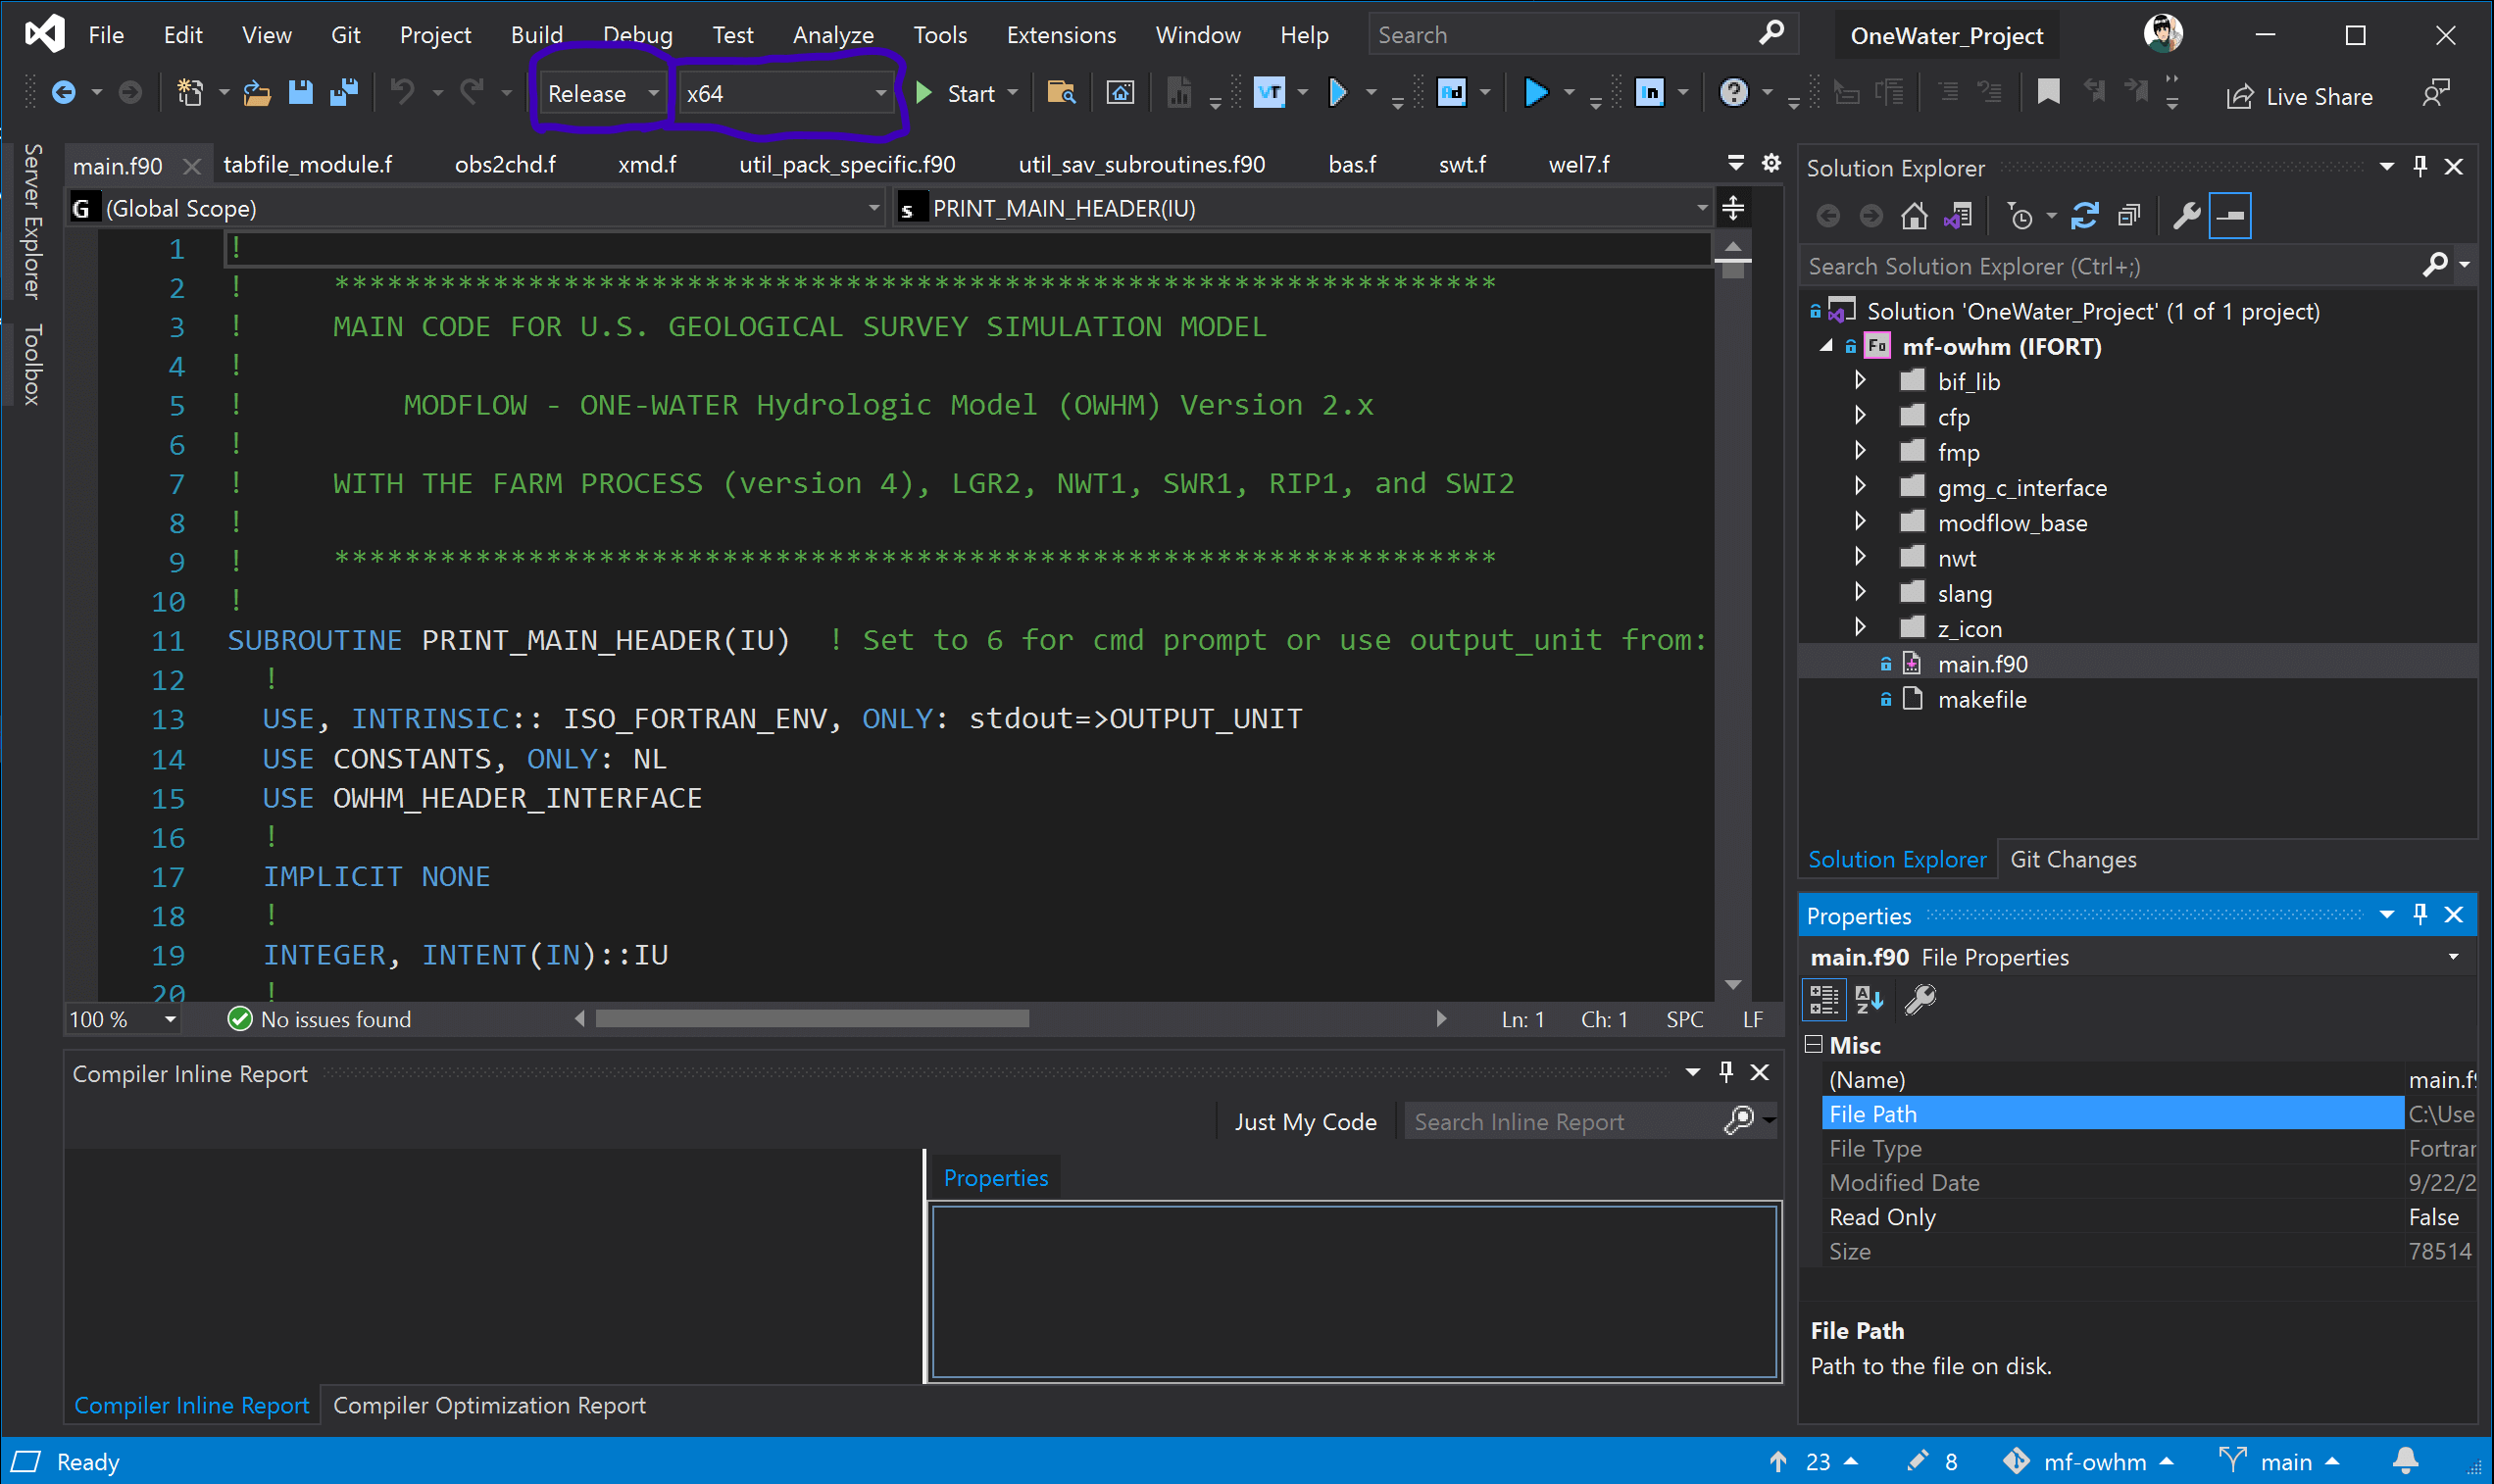 File Edit View Git Project Build Debug Test Analyze Tools Extensions Window Help Search OneWater_Project
Release x64 Start VT Ad In ? Live Share
Server Explorer
Toolbox
main.f90 tabfile_module.f obs2chd.f xmd.f util_pack_specific.f90 util_sav_subroutines.f90 bas.f swt.f wel7.f
G (Global Scope) s PRINT_MAIN_HEADER(IU)
1 !
2 ! ******************************************************************
3 ! MAIN CODE FOR U.S. GEOLOGICAL SURVEY SIMULATION MODEL
4 !
5 ! MODFLOW - ONE-WATER Hydrologic Model (OWHM) Version 2.x
6 !
7 ! WITH THE FARM PROCESS (version 4), LGR2, NWT1, SWR1, RIP1, and SWI2
8 !
9 ! ******************************************************************
10 !
11 SUBROUTINE PRINT_MAIN_HEADER(IU) ! Set to 6 for cmd prompt or use output_unit from:
12 !
13 USE, INTRINSIC:: ISO_FORTRAN_ENV, ONLY: stdout=>OUTPUT_UNIT
14 USE CONSTANTS, ONLY: NL
15 USE OWHM_HEADER_INTERFACE
16 !
17 IMPLICIT NONE
18 !
19 INTEGER, INTENT(IN)::IU
20 !
100 % No issues found Ln: 1 Ch: 1 SPC LF
Compiler Inline Report
Just My Code Search Inline Report
Properties
Compiler Inline Report Compiler Optimization Report
Solution Explorer
Search Solution Explorer (Ctrl+;)
Solution 'OneWater_Project' (1 of 1 project)
Fo mf-owhm (IFORT)
bif_lib
cfp
fmp
gmg_c_interface
modflow_base
nwt
slang
z_icon
main.f90
makefile
Solution Explorer Git Changes
Properties
main.f90 File Properties
Misc
(Name) main.f9
File Path C:\Use
File Type Fortran
Modified Date 9/22/2
Read Only False
Size 78514
File Path
Path to the file on disk.
Ready 23 8 mf-owhm main